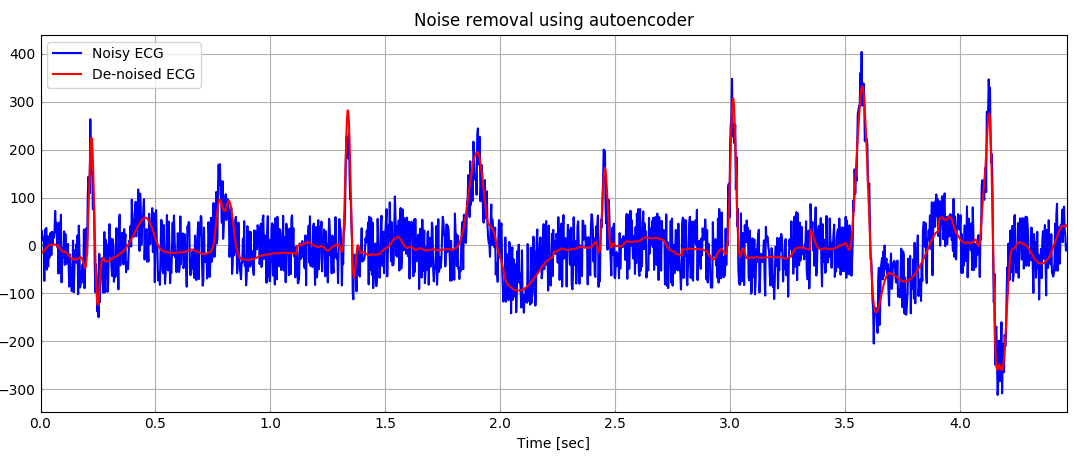 Noise removal using autoencoder
Noisy ECG
De-noised ECG
400
300
200
100
0
−100
−200
−300
0.0 0.5 1.0 1.5 2.0 2.5 3.0 3.5 4.0
Time [sec]